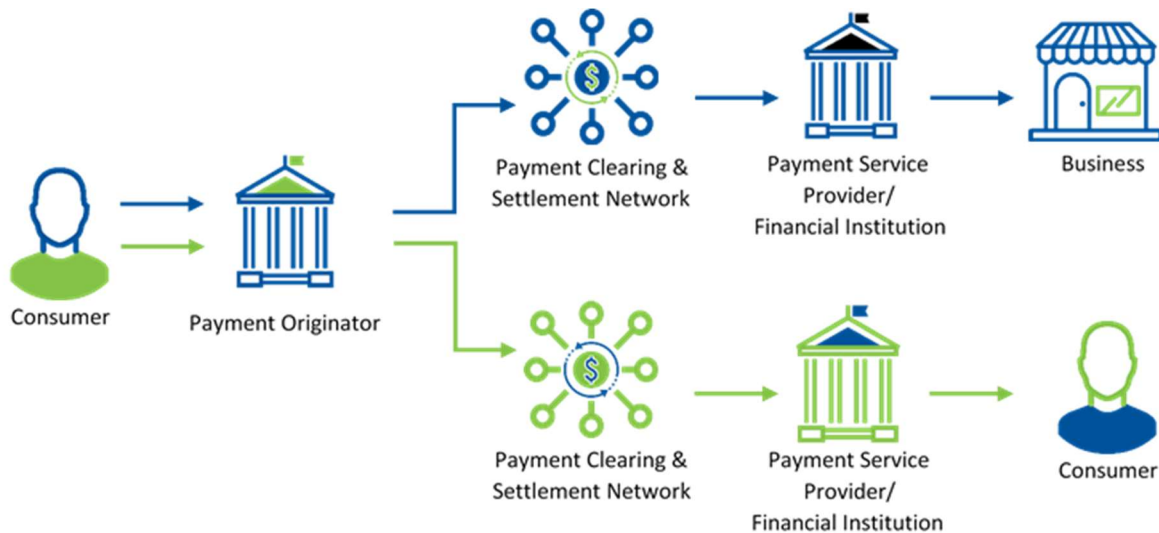 Payment Clearing &
Settlement Network
Payment Service
Provider/
Financial Institution
Business
Consumer
Payment Originator
Payment Clearing &
Settlement Network
Payment Service
Provider/
Financial Institution
Consumer
$
$